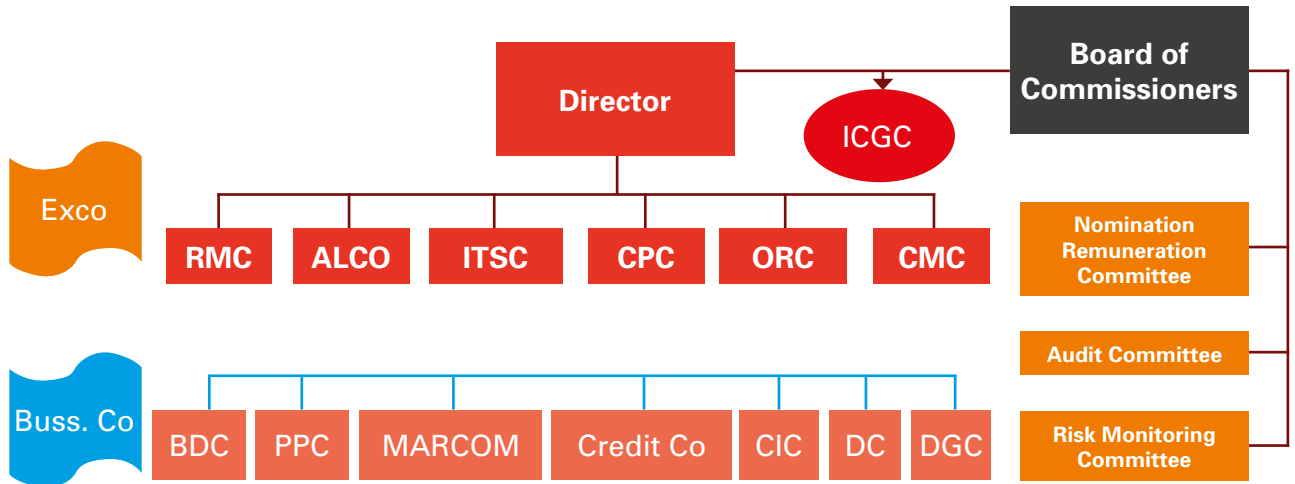 Board of
Commissioners
Director
ICGC
Exco
RMC
ALCO
ITSC
CPC
ORC
CMC
Nomination
Remuneration
Committee
Audit Committee
Buss. Co
BDC
PPC
MARCOM
Credit Co
CIC
DC
DGC
Risk Monitoring
Committee